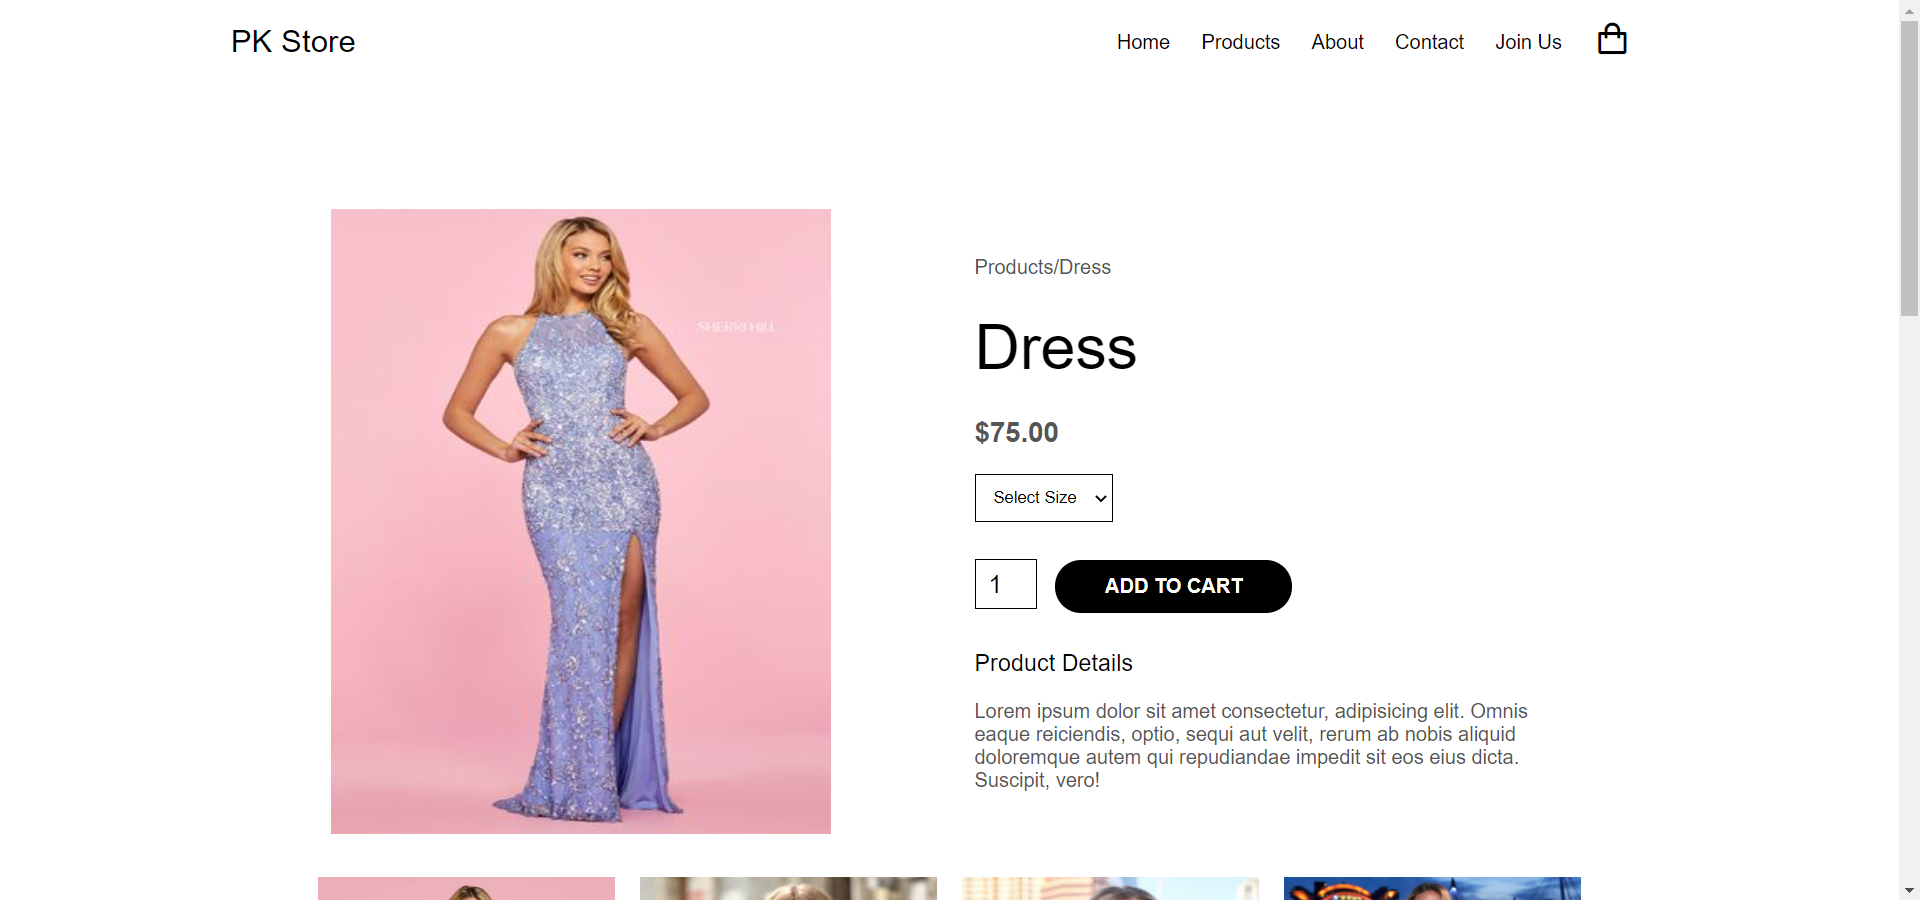 PK Store
Home
Products
About
Contact
Join Us
SHERRI HILL
Products/Dress
Dress
$75.00
Select Size
1
ADD TO CART
Product Details
Lorem ipsum dolor sit amet consectetur, adipisicing elit. Omnis
eaque reiciendis, optio, sequi aut velit, rerum ab nobis aliquid
doloremque autem qui repudiandae impedit sit eos eius dicta.
Suscipit, vero!